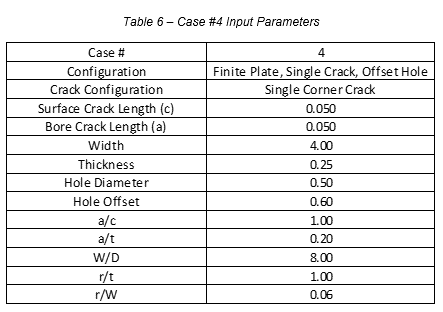 Table 6 – Case #4 Input Parameters
Case # 4
Configuration Finite Plate, Single Crack, Offset Hole
Crack Configuration Single Corner Crack
Surface Crack Length (c) 0.050
Bore Crack Length (a) 0.050
Width 4.00
Thickness 0.25
Hole Diameter 0.50
Hole Offset 0.60
a/c 1.00
a/t 0.20
W/D 8.00
r/t 1.00
r/W 0.06